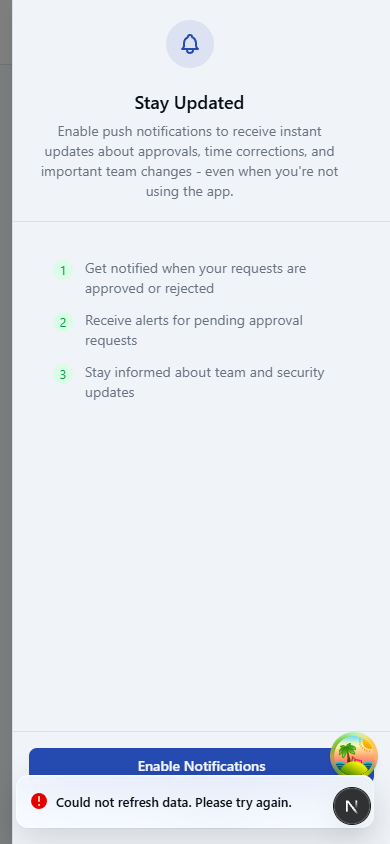 Stay Updated
Enable push notifications to receive instant
updates about approvals, time corrections, and
important team changes - even when you're not
using the app.
1 Get notified when your requests are
approved or rejected
2 Receive alerts for pending approval
requests
3 Stay informed about team and security
updates
Enable Notifications
Could not refresh data. Please try again.
N